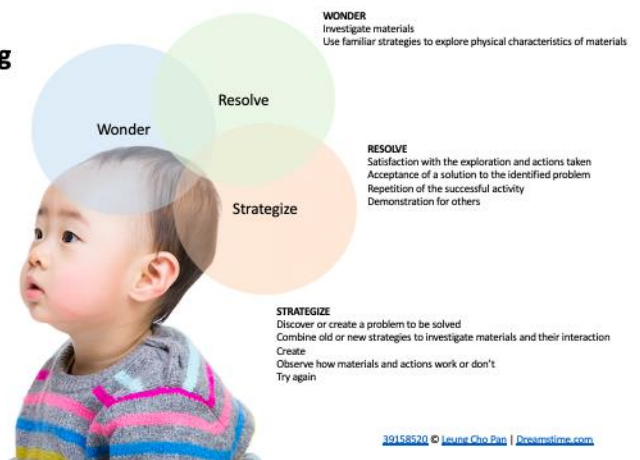 g
WONDER
Investigate materials
Use familiar strategies to explore physical characteristics of materials
Resolve
Wonder
Strategize
RESOLVE
Satisfaction with the exploration and actions taken
Acceptance of a solution to the identified problem
Repetition of the successful activity
Demonstration for others
STRATEGIZE
Discover or create a problem to be solved
Combine old or new strategies to investigate materials and their interaction
Create
Observe how materials and actions work or don't
Try again
39158520 © Leung Cho Pan | Dreamstime.com